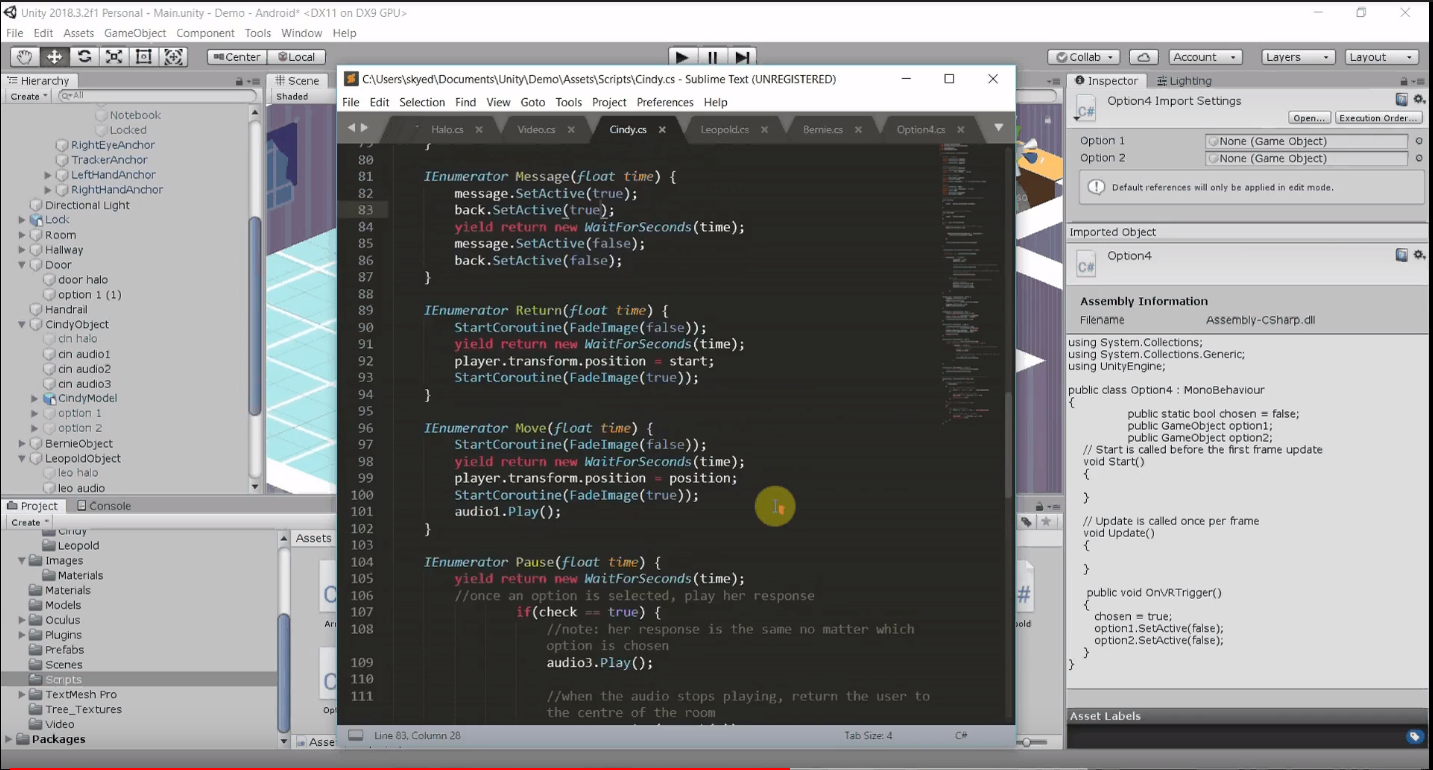 Unity 2018.3.2f1 Personal - Main.unity - Demo - Android* <DX11 on DX9 GPU>
File Edit Assets GameObject Component Tools Window Help
Center Local Collab Account Layers Layout
Hierarchy
Create All
Notebook
Locked
RightEyeAnchor
TrackerAnchor
LeftHandAnchor
RightHandAnchor
Directional Light
Lock
Room
Hallway
Door
door halo
option 1 (1)
Handrail
CindyObject
cin halo
cin audio1
cin audio2
cin audio3
CindyModel
option 1
option 2
BernieObject
LeopoldObject
leo halo
leo audio
Project Console
Create
Cindy
Leopold
Images
Materials
Materials
Models
Oculus
Plugins
Prefabs
Scenes
Scripts
TextMesh Pro
Tree_Textures
Video
Packages
Scene
Shaded
Assets
C:\Users\skyed\Documents\Unity\Demo\Assets\Scripts\Cindy.cs - Sublime Text (UNREGISTERED)
File Edit Selection Find View Goto Tools Project Preferences Help
Halo.cs Video.cs Cindy.cs Leopold.cs Bernie.cs Option4.cs
79 }
80
81 IEnumerator Message(float time) {
82 message.SetActive(true);
83 back.SetActive(true);
84 yield return new WaitForSeconds(time);
85 message.SetActive(false);
86 back.SetActive(false);
87 }
88
89 IEnumerator Return(float time) {
90 StartCoroutine(FadeImage(false));
91 yield return new WaitForSeconds(time);
92 player.transform.position = start;
93 StartCoroutine(FadeImage(true));
94 }
95
96 IEnumerator Move(float time) {
97 StartCoroutine(FadeImage(false));
98 yield return new WaitForSeconds(time);
99 player.transform.position = position;
100 StartCoroutine(FadeImage(true));
101 audio1.Play();
102 }
103
104 IEnumerator Pause(float time) {
105 yield return new WaitForSeconds(time);
106 //once an option is selected, play her response
107 if(check == true) {
108 //note: her response is the same no matter which
option is chosen
109 audio3.Play();
110
111 //when the audio stops playing, return the user to
the centre of the room
Line 83, Column 28 Tab Size: 4 C#
Inspector Lighting
Option4 Import Settings
Open... Execution Order...
Option 1 None (Game Object)
Option 2 None (Game Object)
Default references will only be applied in edit mode.
Imported Object
Option4
Assembly Information
Filename Assembly-CSharp.dll
using System.Collections;
using System.Collections.Generic;
using UnityEngine;
public class Option4 : MonoBehaviour
{
public static bool chosen = false;
public GameObject option1;
public GameObject option2;
// Start is called before the first frame update
void Start()
{
}
// Update is called once per frame
void Update()
{
}
public void OnVRTrigger()
{
chosen = true;
option1.SetActive(false);
option2.SetActive(false);
}
}
Asset Labels